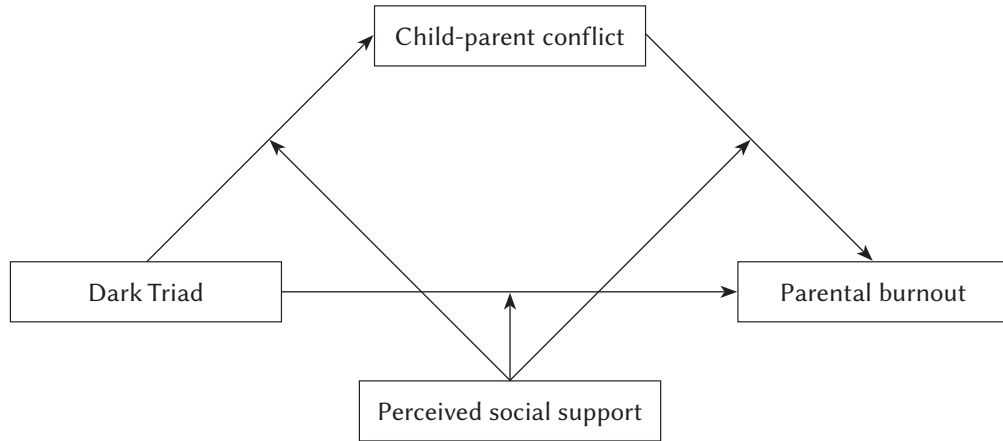 Child-parent conflict
Dark Triad
Parental burnout
Perceived social support